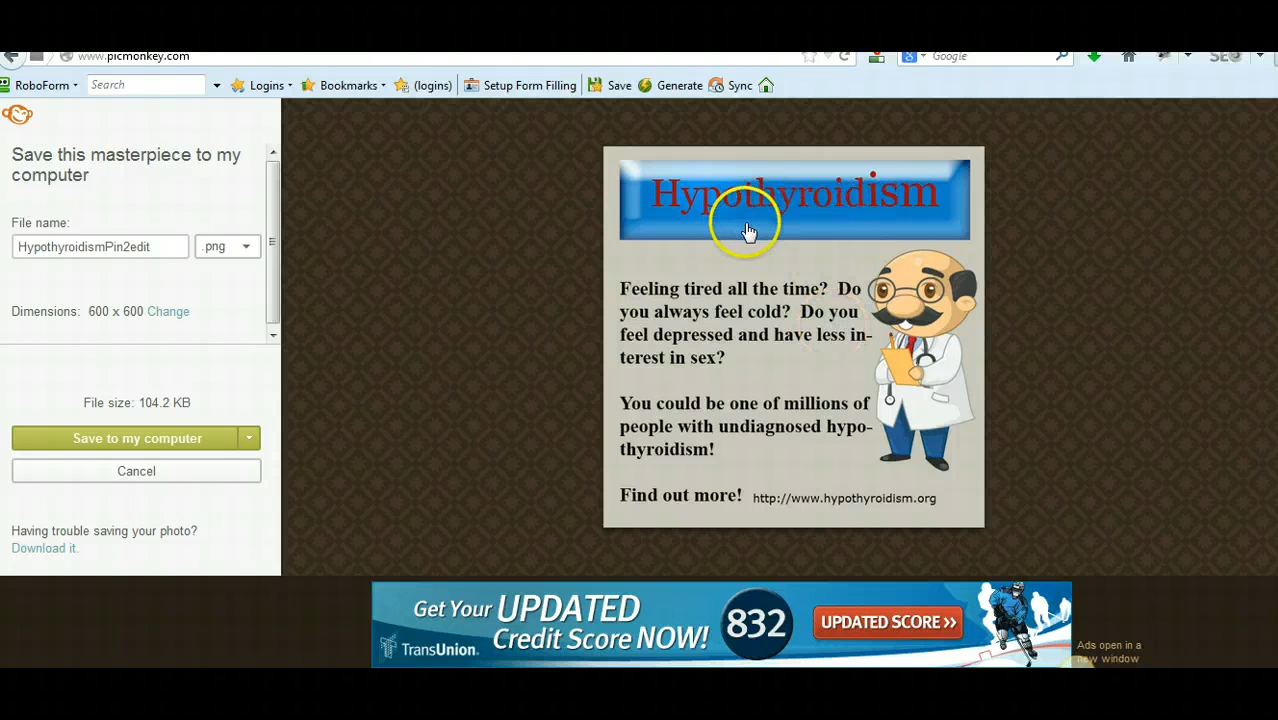 www.picmonkey.com
Google
SEO
RoboForm
Search
Logins
Bookmarks
(logins)
Setup Form Filling
Save
Generate
Sync
Save this masterpiece to my
computer
File name:
HypothyroidismPin2edit
.png
Dimensions: 600 x 600 Change
File size: 104.2 KB
Save to my computer
Cancel
Having trouble saving your photo?
Download it.
Hypothyroidism
Feeling tired all the time? Do
you always feel cold? Do you
feel depressed and have less in-
terest in sex?
You could be one of millions of
people with undiagnosed hypo-
thyroidism!
Find out more! http://www.hypothyroidism.org
Get Your UPDATED
Credit Score NOW!
TransUnion.
832
UPDATED SCORE >>
Ads open in a
new window